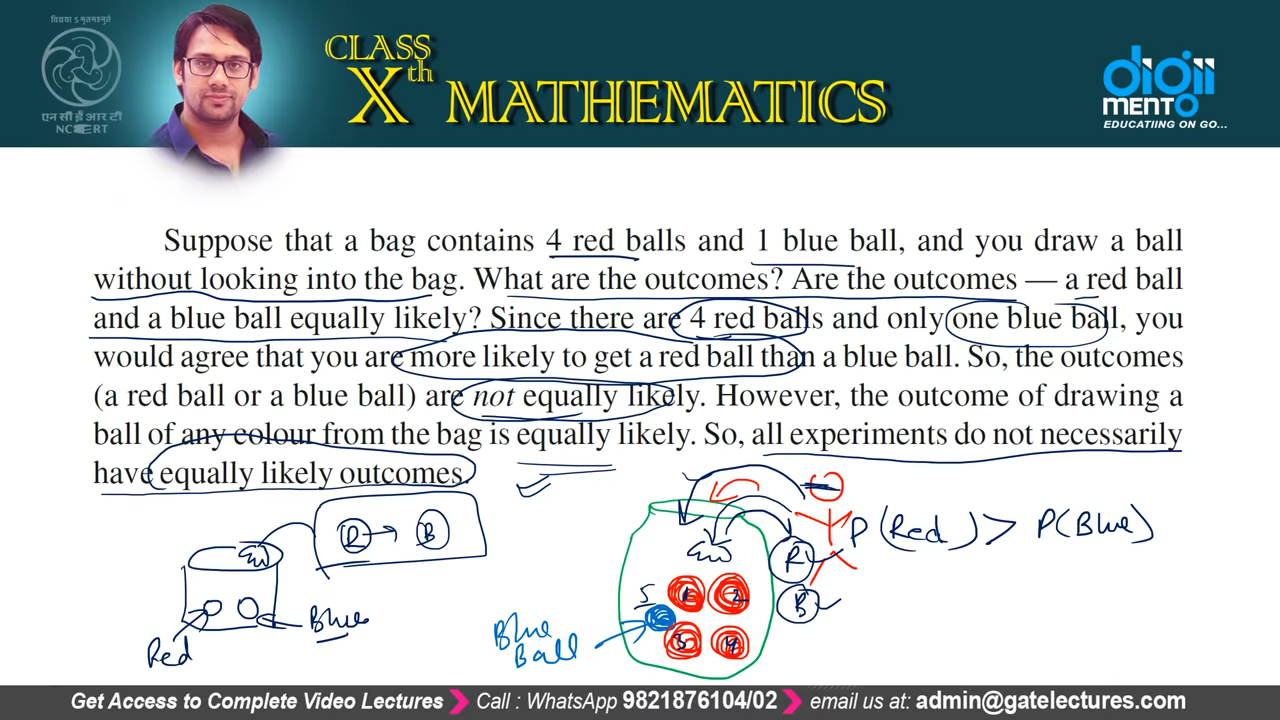 विद्यया ऽ मृतमश्नुते
एन सी ई आर टी
NCERT
CLASS
Xth MATHEMATICS
digii
MENTO
EDUCATIING ON GO...
Suppose that a bag contains 4 red balls and 1 blue ball, and you draw a ball
without looking into the bag. What are the outcomes? Are the outcomes — a red ball
and a blue ball equally likely? Since there are 4 red balls and only one blue ball, you
would agree that you are more likely to get a red ball than a blue ball. So, the outcomes
(a red ball or a blue ball) are not equally likely. However, the outcome of drawing a
ball of any colour from the bag is equally likely. So, all experiments do not necessarily
have equally likely outcomes.
R → B
Red
Blue
P(Red) > P(Blue)
R
B
5 1 2
3 4
Blue
Ball
Get Access to Complete Video Lectures
Call : WhatsApp 9821876104/02
email us at: admin@gatelectures.com